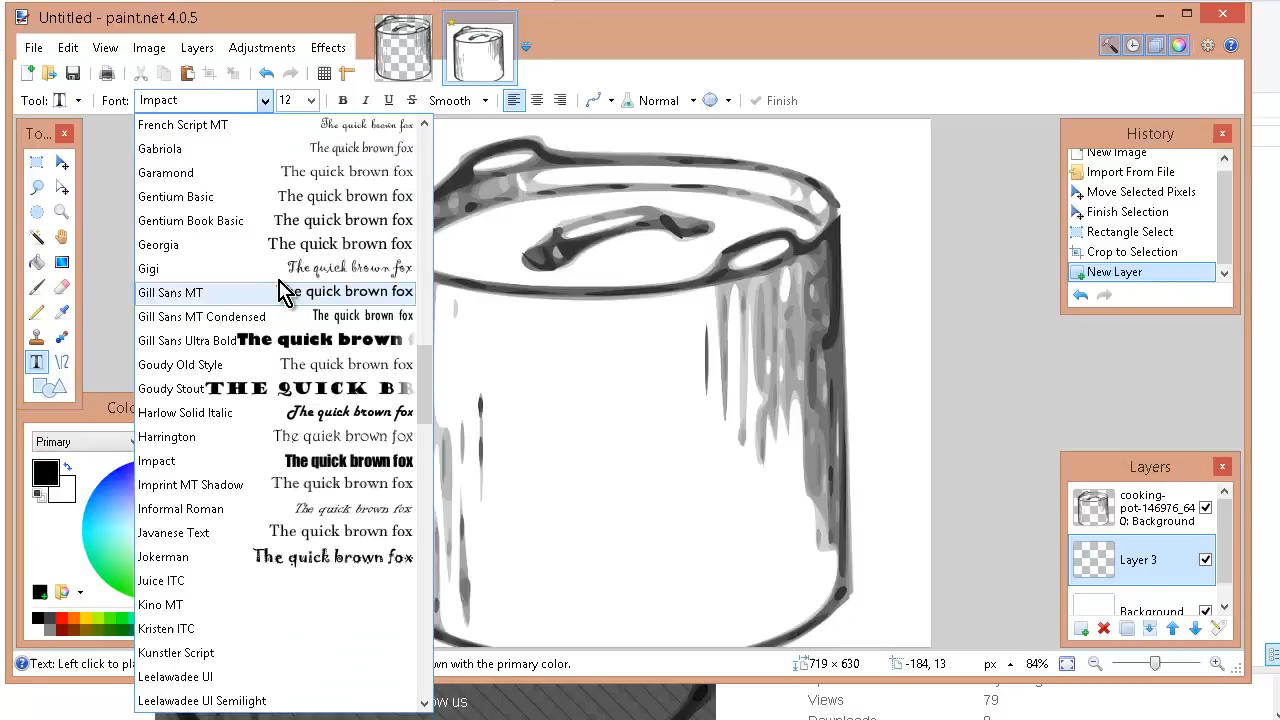 Untitled - paint.net 4.0.5
File Edit View Image Layers Adjustments Effects
Tool: T Font: Impact 12 B I U S Smooth Normal Finish
To...
French Script MT The quick brown fox
Gabriola The quick brown fox
Garamond The quick brown fox
Gentium Basic The quick brown fox
Gentium Book Basic The quick brown fox
Georgia The quick brown fox
Gigi The quick brown fox
Gill Sans MT quick brown fox
Gill Sans MT Condensed The quick brown fox
Gill Sans Ultra Bold The quick brown
Goudy Old Style The quick brown fox
Goudy Stout THE QUICK BR
Harlow Solid Italic The quick brown fox
Harrington The quick brown fox
Impact The quick brown fox
Imprint MT Shadow The quick brown fox
Informal Roman The quick brown fox
Javanese Text The quick brown fox
Jokerman The quick brown fox
Juice ITC
Kino MT
Kristen ITC
Kunstler Script
Leelawadee UI
Leelawadee UI Semilight
History
New Image
Import From File
Move Selected Pixels
Finish Selection
Rectangle Select
Crop to Selection
New Layer
Layers
cooking-
pot-146976_64
0: Background
Layer 3
Background
Primary
Text: Left click to pl
wn with the primary color.
719 × 630
-184, 13
px
84%
ow us
Views 79